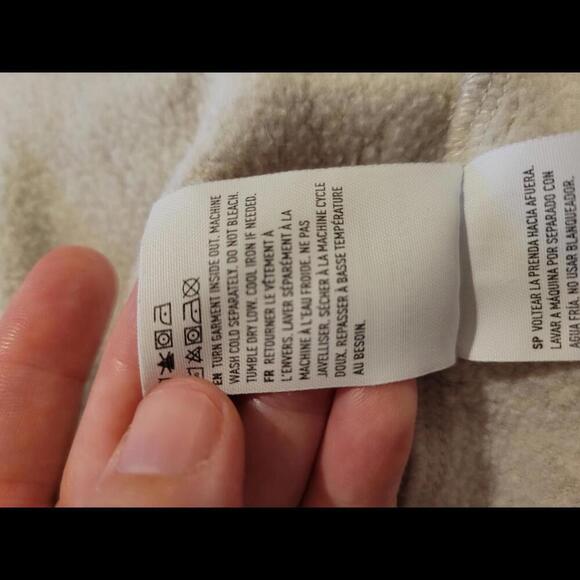 EN TURN GARMENT INSIDE OUT. MACHINE
WASH COLD SEPARATELY. DO NOT BLEACH.
TUMBLE DRY LOW. COOL IRON IF NEEDED.
FR RETOURNER LE VÊTEMENT À
L'ENVERS. LAVER SÉPARÉMENT À LA
MACHINE À L'EAU FROIDE. NE PAS
JAVELLISER. SÉCHER À LA MACHINE CYCLE
DOUX. REPASSER À BASSE TEMPÉRATURE
AU BESOIN.
SP VOLTEAR LA PRENDA HACIA AFUERA.
LAVAR A MÁQUINA POR SEPARADO CON
AGUA FRÍA. NO USAR BLANQUEADOR.